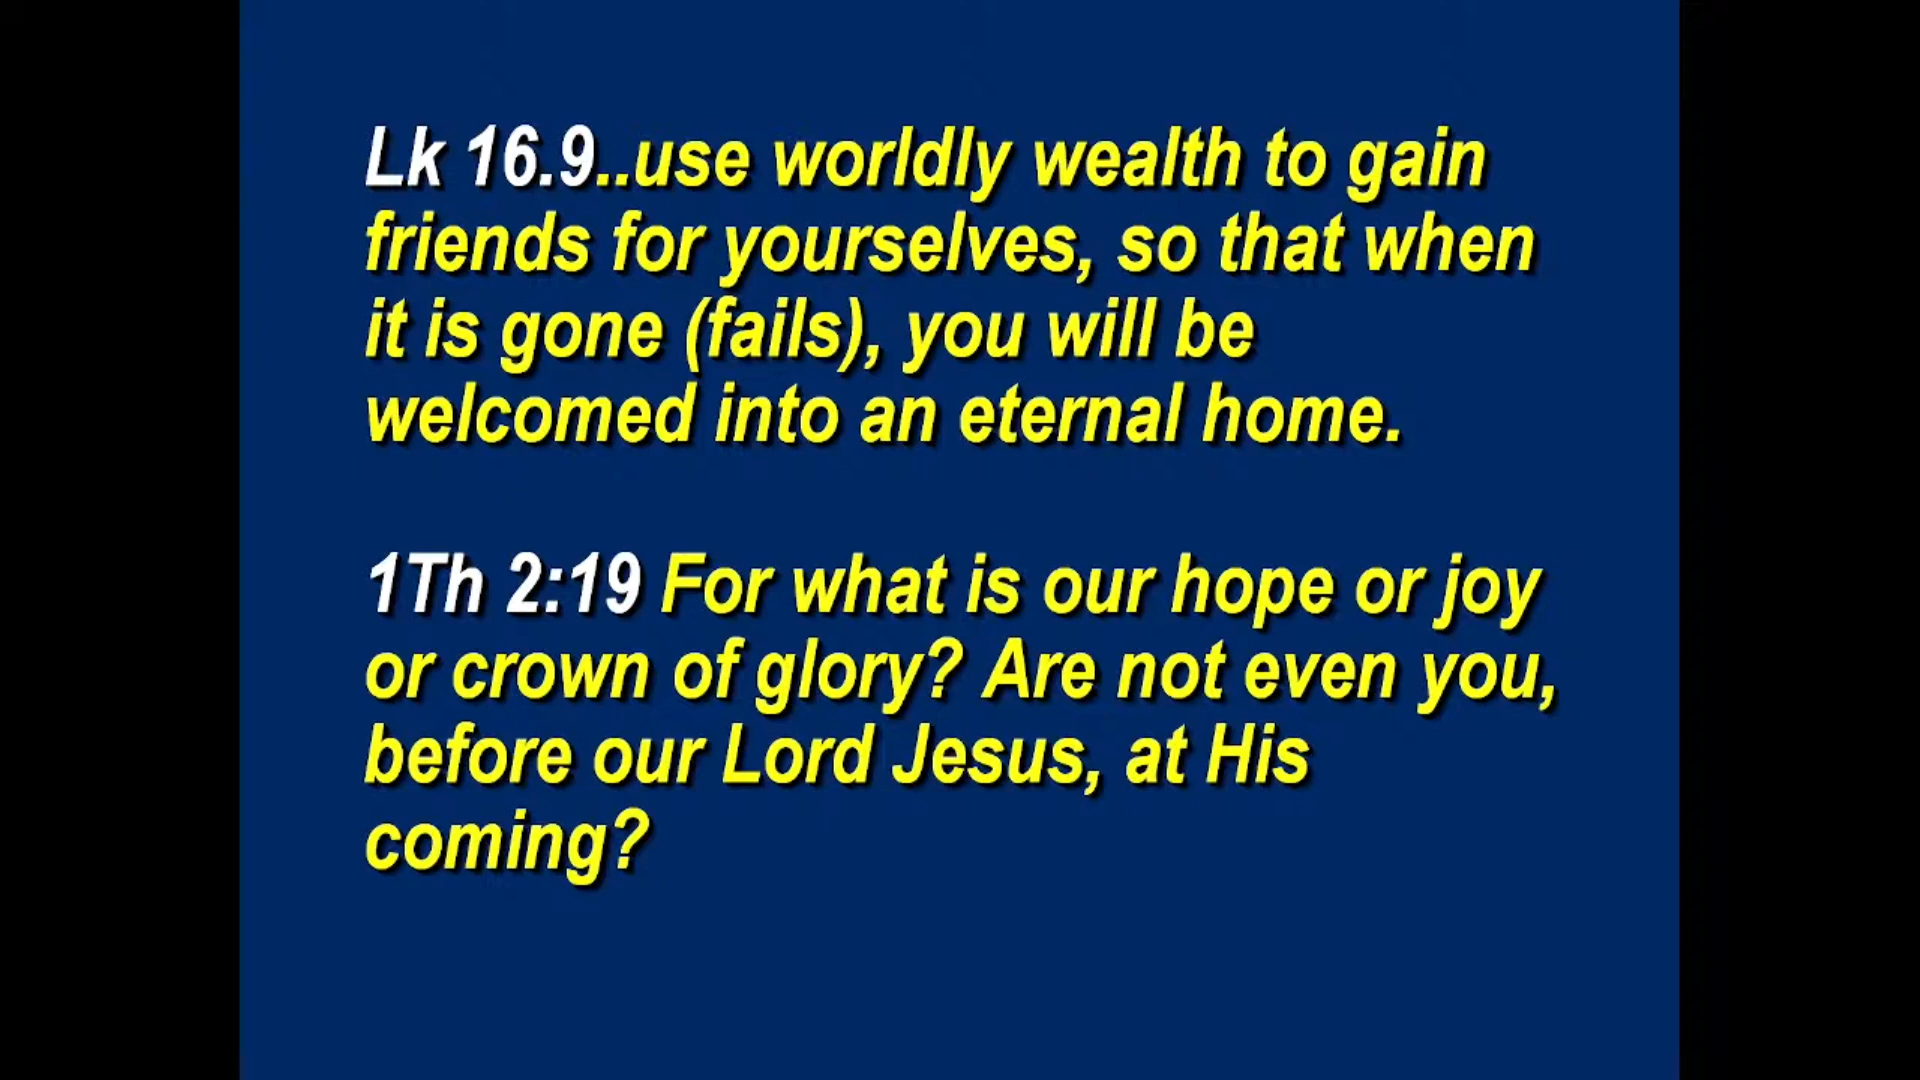 Lk 16.9..use worldly wealth to gain
friends for yourselves, so that when
it is gone (fails), you will be
welcomed into an eternal home.
1Th 2:19 For what is our hope or joy
or crown of glory? Are not even you,
before our Lord Jesus, at His
coming?